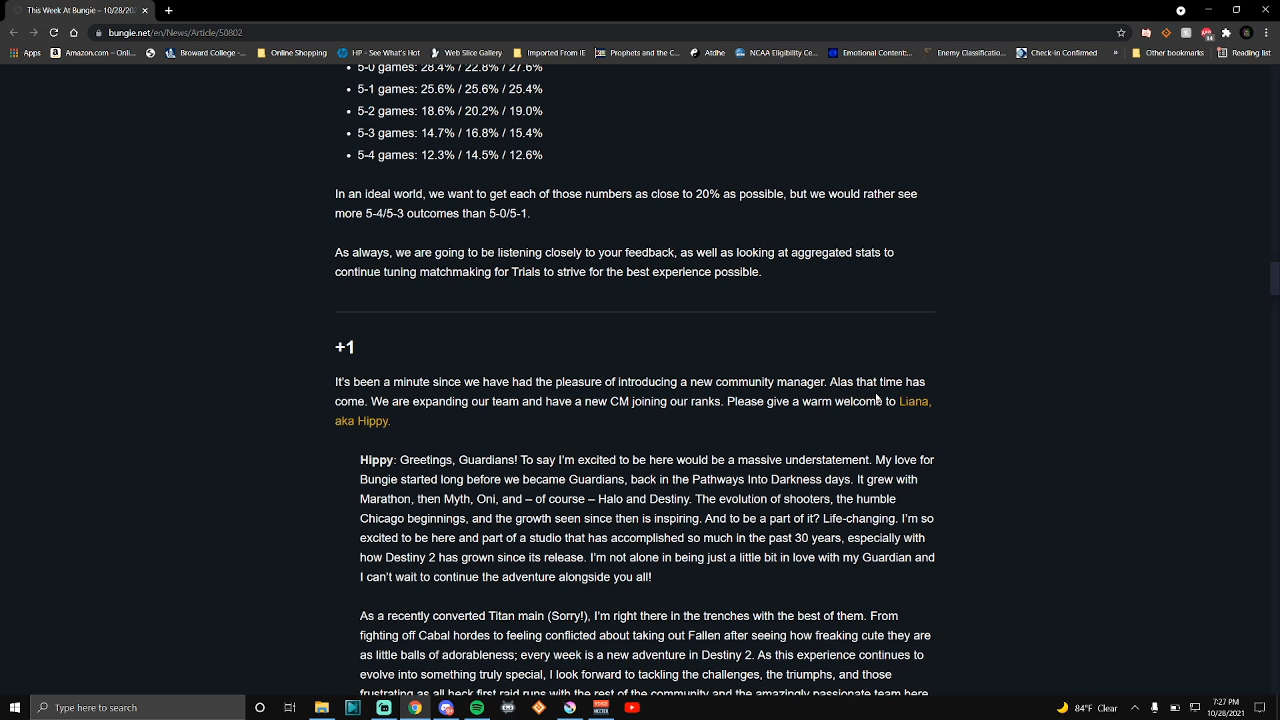 This Week At Bungie – 10/28/202
bungie.net/en/News/Article/50802
Apps
Amazon.com – Onli...
Broward College -...
Online Shopping
HP - See What's Hot
Web Slice Gallery
Imported From IE
Prophets and the C...
Atdhe
NCAA Eligibility Ce...
Emotional Content:...
Enemy Classificatio...
Check-In Confirmed
»
Other bookmarks
Reading list
• 5-0 games: 28.4% / 22.8% / 27.6%
• 5-1 games: 25.6% / 25.6% / 25.4%
• 5-2 games: 18.6% / 20.2% / 19.0%
• 5-3 games: 14.7% / 16.8% / 15.4%
• 5-4 games: 12.3% / 14.5% / 12.6%
In an ideal world, we want to get each of those numbers as close to 20% as possible, but we would rather see
more 5-4/5-3 outcomes than 5-0/5-1.
As always, we are going to be listening closely to your feedback, as well as looking at aggregated stats to
continue tuning matchmaking for Trials to strive for the best experience possible.
+1
It's been a minute since we have had the pleasure of introducing a new community manager. Alas that time has
come. We are expanding our team and have a new CM joining our ranks. Please give a warm welcome to Liana,
aka Hippy.
Hippy: Greetings, Guardians! To say I'm excited to be here would be a massive understatement. My love for
Bungie started long before we became Guardians, back in the Pathways Into Darkness days. It grew with
Marathon, then Myth, Oni, and – of course – Halo and Destiny. The evolution of shooters, the humble
Chicago beginnings, and the growth seen since then is inspiring. And to be a part of it? Life-changing. I'm so
excited to be here and part of a studio that has accomplished so much in the past 30 years, especially with
how Destiny 2 has grown since its release. I'm not alone in being just a little bit in love with my Guardian and
I can't wait to continue the adventure alongside you all!
As a recently converted Titan main (Sorry!), I'm right there in the trenches with the best of them. From
fighting off Cabal hordes to feeling conflicted about taking out Fallen after seeing how freaking cute they are
as little balls of adorableness; every week is a new adventure in Destiny 2. As this experience continues to
evolve into something truly special, I look forward to tackling the challenges, the triumphs, and those
frustrating as all heck first raid runs with the rest of the community and the amazingly passionate team here
Type here to search
84°F Clear
7:27 PM
10/28/2021